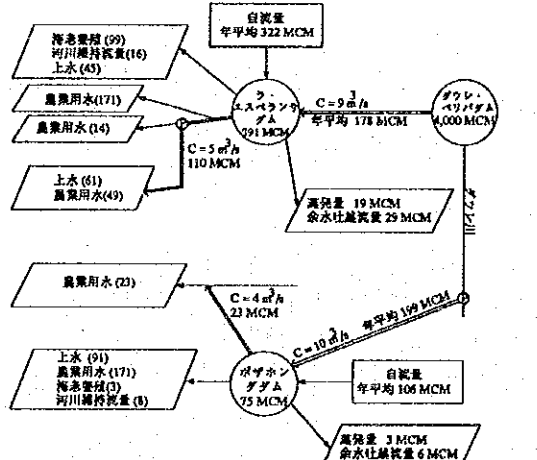 自流量
年平均 322 MCM
海老養殖 (99)
河川維持流量(16)
上水 (45)
農業用水(171)
農業用水 (14)
ラ・
エスペランサ
ダム
791 MCM
C = 9 m³/s
年平均 178 MCM
ダウレ・
ペリパダム
4,000 MCM
C = 5 m³/s
110 MCM
上水 (61)
農業用水(49)
蒸発量 19 MCM
余水吐越流量 29 MCM
ダウレ川
農業用水 (23)
C = 4 m³/s
23 MCM
C = 10 m³/s 年平均 199 MCM
P
上水 (91)
農業用水(171)
海老養殖(3)
河川維持流量 (8)
ポザホン
ダダム
75 MCM
自流量
年平均 106 MCM
蒸発量 3 MCM
余水吐越流量 6 MCM